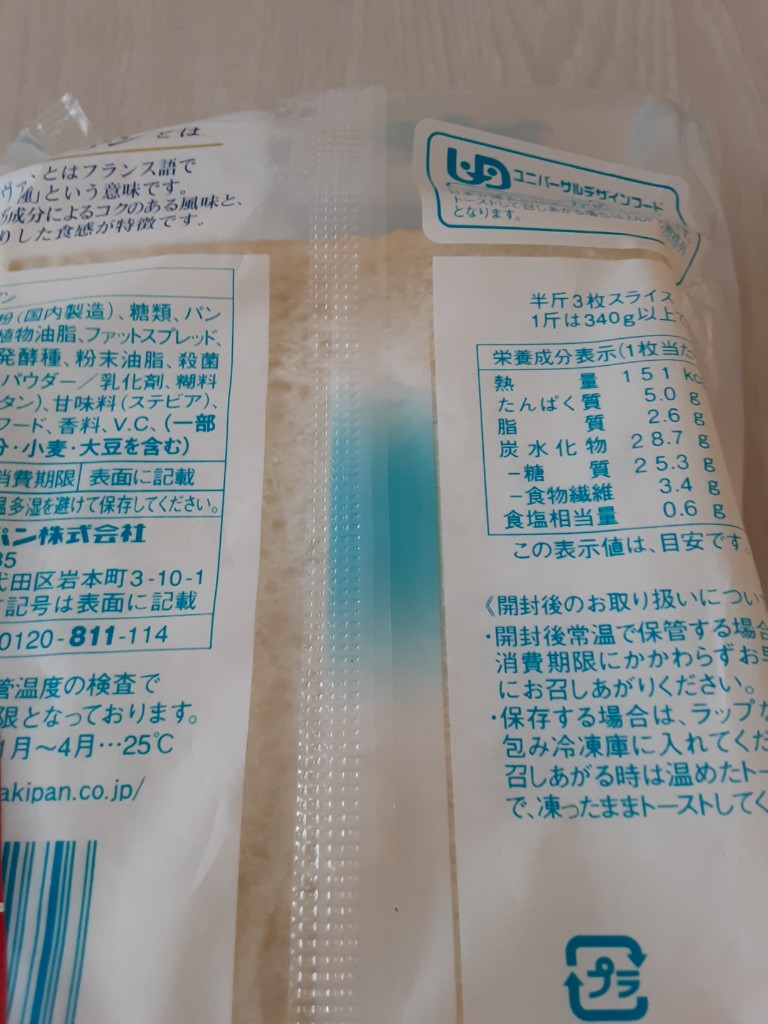 とは
とはフランス語で
」という意味です。
成分によるコクのある風味と、
りした食感が特徴です。
ン
粉(国内製造)、糖類、パン
植物油脂、ファットスプレッド、
発酵種、粉末油脂、殺菌
パウダー/乳化剤、糊料
タン)、甘味料(ステビア)、
フード、香料、V.C、(一部
分・小麦・大豆を含む)
消費期限 表面に記載
温多湿を避けて保存してください。
パン株式会社
35
代田区岩本町3-10-1
記号は表面に記載
0120-811-114
管温度の検査で
限となっております。
1月~4月…25℃
akipan.co.jp/
UD ユニバーサルデザインフード
となります。
半斤3枚スライス
1斤は340g以上
栄養成分表示(1枚当た
熱量 151 kc
たんぱく質 5.0 g
脂質 2.6 g
炭水化物 28.7 g
-糖質 25.3 g
-食物繊維 3.4 g
食塩相当量 0.6 g
この表示値は、目安です。
《開封後のお取り扱いについ
・開封後常温で保管する場合
消費期限にかかわらずお早
にお召しあがりください。
・保存する場合は、ラップな
包み冷凍庫に入れてくだ
召しあがる時は温めたトー
で、凍ったままトーストしてく
プラ